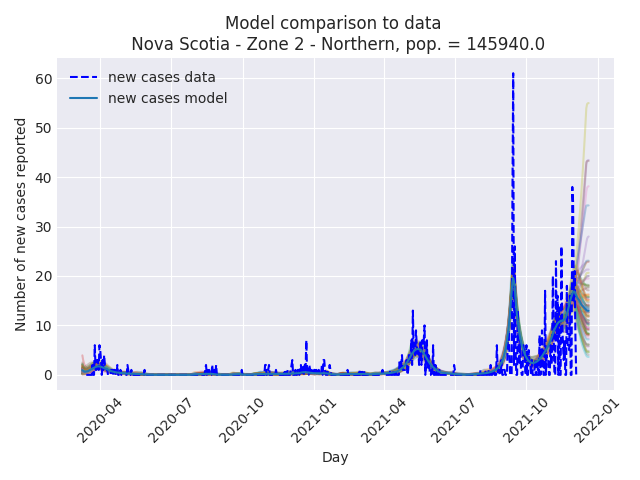 Model comparison to data
Nova Scotia - Zone 2 - Northern, pop. = 145940.0
new cases data
new cases model
Number of new cases reported
60
50
40
30
20
10
0
2020-04
2020-07
2020-10
2021-01
2021-04
2021-07
2021-10
2022-01
Day